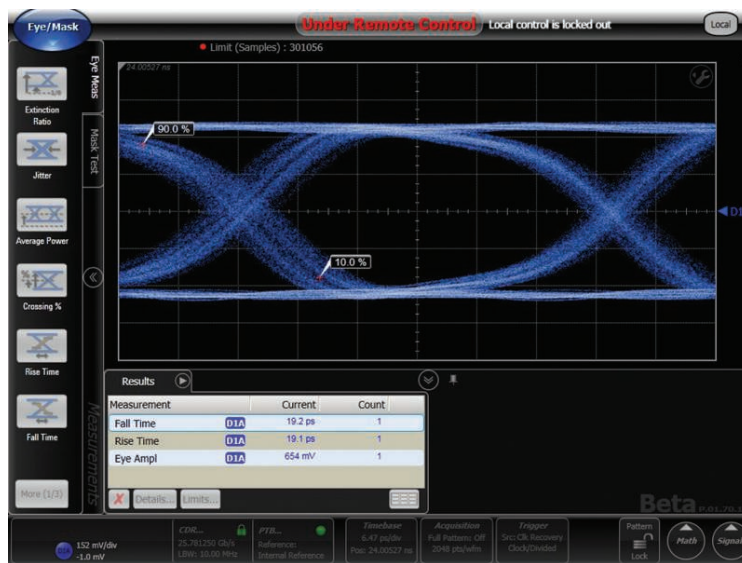 Eye/Mask
Under Remote Control Local control is locked out
Local
Limit (Samples) : 301056
Eye Meas
Mask Test
Measurements
Extinction
Ratio
Jitter
Average Power
Crossing %
Rise Time
Fall Time
More (1/3)
24.00527 ns
90.0 %
10.0 %
D1
Results
Measurement Current Count
Fall Time D1A 19.2 ps 1
Rise Time D1A 19.1 ps 1
Eye Ampl D1A 654 mV 1
Details... Limits...
Beta P.01.70.1
D1A 152 mV/div
-1.0 mV
CDR...
25.781250 Gb/s
LBW: 10.00 MHz
PTB...
Reference:
Internal Reference
Timebase
6.47 ps/div
Pos: 24.00527 ns
Acquisition
Full Pattern: Off
2048 pts/wfm
Trigger
Src: Clk Recovery
Clock/Divided
Pattern
Lock
Math
Signal